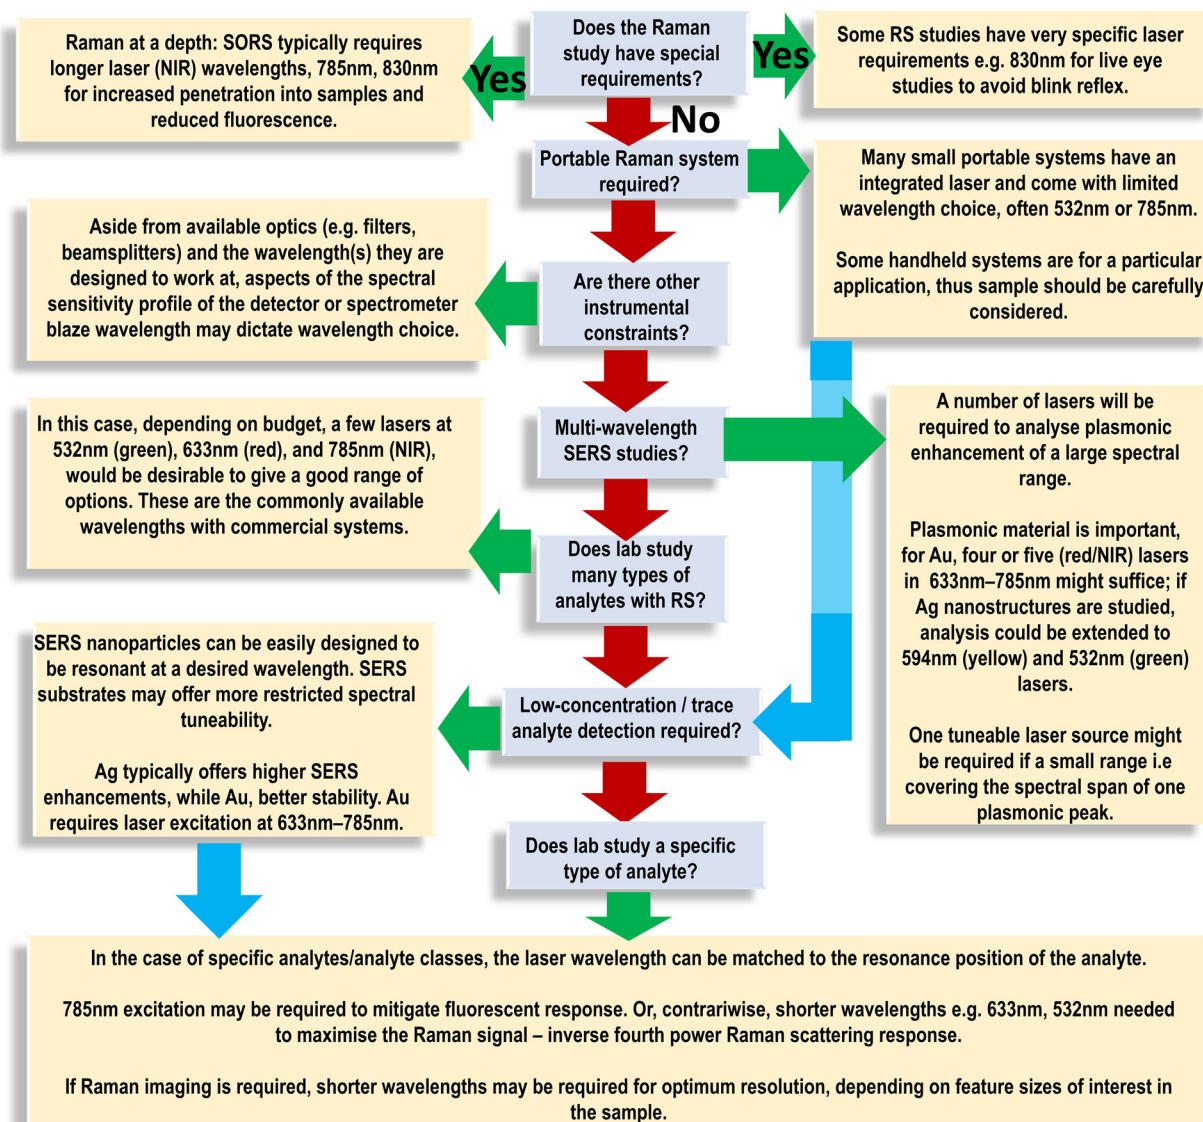 Does the Raman
study have special
requirements?
Yes
Yes
No
Raman at a depth: SORS typically requires
longer laser (NIR) wavelengths, 785nm, 830nm
for increased penetration into samples and
reduced fluorescence.
Some RS studies have very specific laser
requirements e.g. 830nm for live eye
studies to avoid blink reflex.
Portable Raman system
required?
Many small portable systems have an
integrated laser and come with limited
wavelength choice, often 532nm or 785nm.
Some handheld systems are for a particular
application, thus sample should be carefully
considered.
Aside from available optics (e.g. filters,
beamsplitters) and the wavelength(s) they are
designed to work at, aspects of the spectral
sensitivity profile of the detector or spectrometer
blaze wavelength may dictate wavelength choice.
Are there other
instrumental
constraints?
Multi-wavelength
SERS studies?
A number of lasers will be
required to analyse plasmonic
enhancement of a large spectral
range.
Plasmonic material is important,
for Au, four or five (red/NIR) lasers
in 633nm–785nm might suffice; if
Ag nanostructures are studied,
analysis could be extended to
594nm (yellow) and 532nm (green)
lasers.
One tuneable laser source might
be required if a small range i.e
covering the spectral span of one
plasmonic peak.
In this case, depending on budget, a few lasers at
532nm (green), 633nm (red), and 785nm (NIR),
would be desirable to give a good range of
options. These are the commonly available
wavelengths with commercial systems.
Does lab study
many types of
analytes with RS?
SERS nanoparticles can be easily designed to
be resonant at a desired wavelength. SERS
substrates may offer more restricted spectral
tuneability.
Ag typically offers higher SERS
enhancements, while Au, better stability. Au
requires laser excitation at 633nm–785nm.
Low-concentration / trace
analyte detection required?
Does lab study a specific
type of analyte?
In the case of specific analytes/analyte classes, the laser wavelength can be matched to the resonance position of the analyte.
785nm excitation may be required to mitigate fluorescent response. Or, contrariwise, shorter wavelengths e.g. 633nm, 532nm needed
to maximise the Raman signal – inverse fourth power Raman scattering response.
If Raman imaging is required, shorter wavelengths may be required for optimum resolution, depending on feature sizes of interest in
the sample.